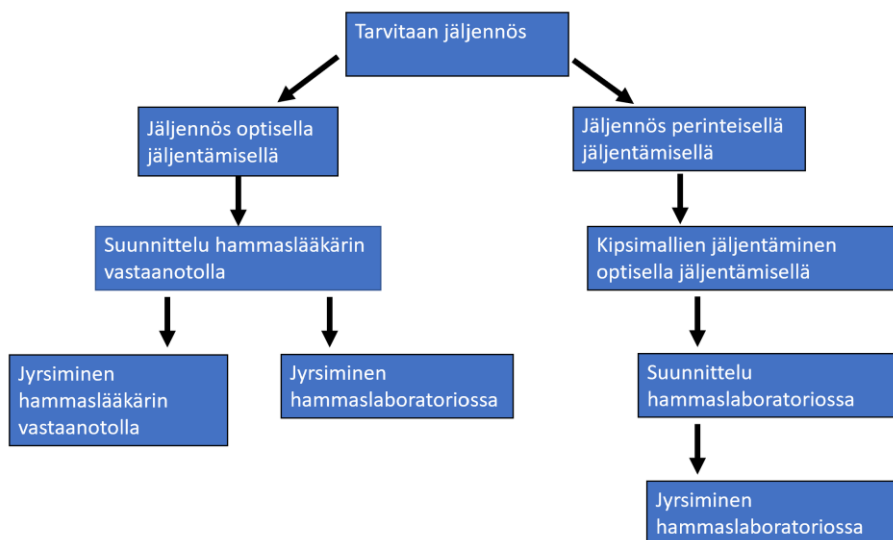 Tarvitaan jäljennös
Jäljennös optisella
jäljentämisellä
Jäljennös perinteisellä
jäljentämisellä
Suunnittelu hammaslääkärin
vastaanotolla
Kipsimallien jäljentäminen
optisella jäljentämisellä
Jyrsiminen
hammaslääkärin
vastaanotolla
Jyrsiminen
hammaslaboratoriossa
Suunnittelu
hammaslaboratoriossa
Jyrsiminen
hammaslaboratoriossa